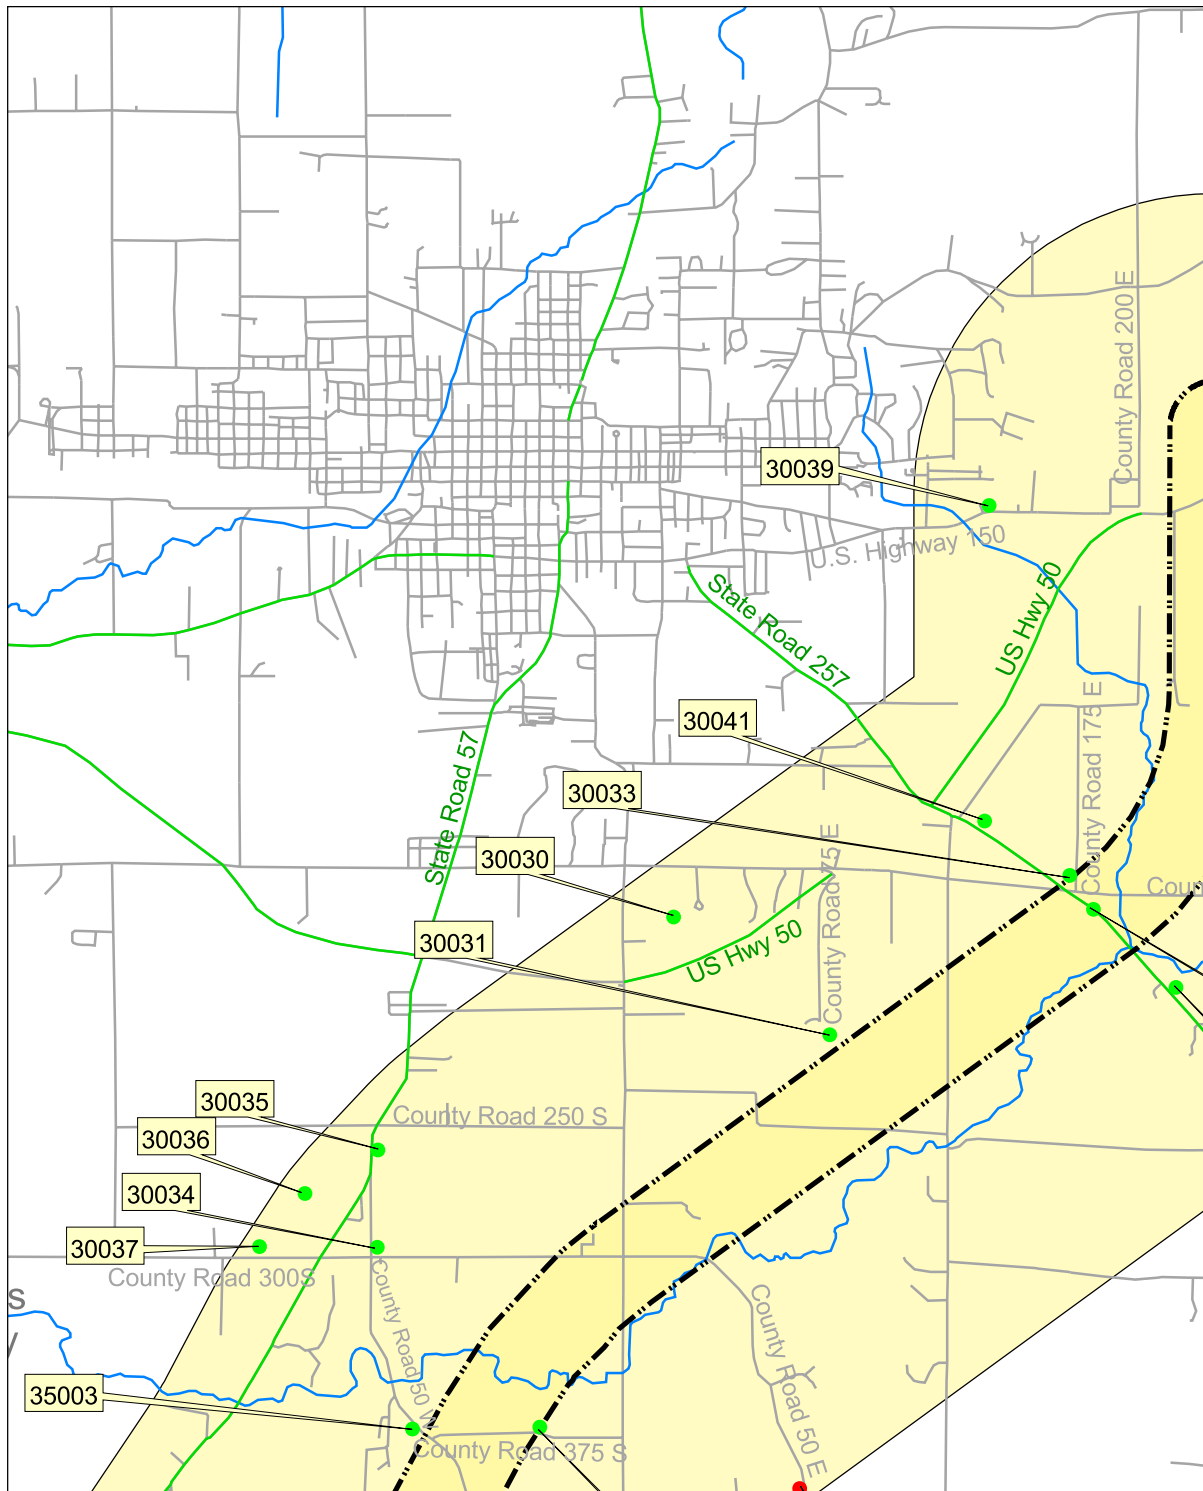 County Road 200 E
30039
U.S. Highway 150
State Road 257
US Hwy 50
30041
County Road 175 E
30033
State Road 57
30030
County Road 75 E
Coun
30031
US Hwy 50
30035
County Road 250 S
30036
30034
30037
County Road 300S
s
y
County Road 50 W
County Road 50 E
35003
County Road 375 S